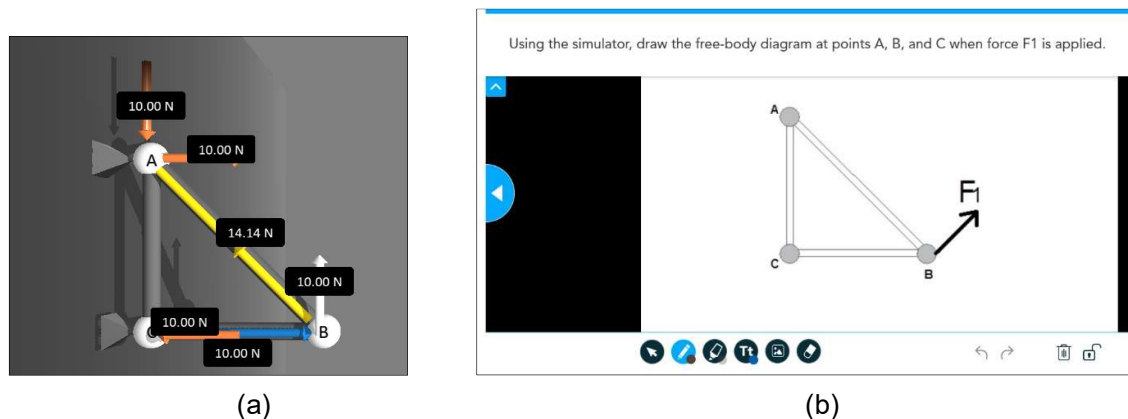 10.00 N
A
10.00 N
14.14 N
10.00 N
10.00 N
B
10.00 N
(a)
Using the simulator, draw the free-body diagram at points A, B, and C when force F1 is applied.
A
F1
C
B
Tt
(b)